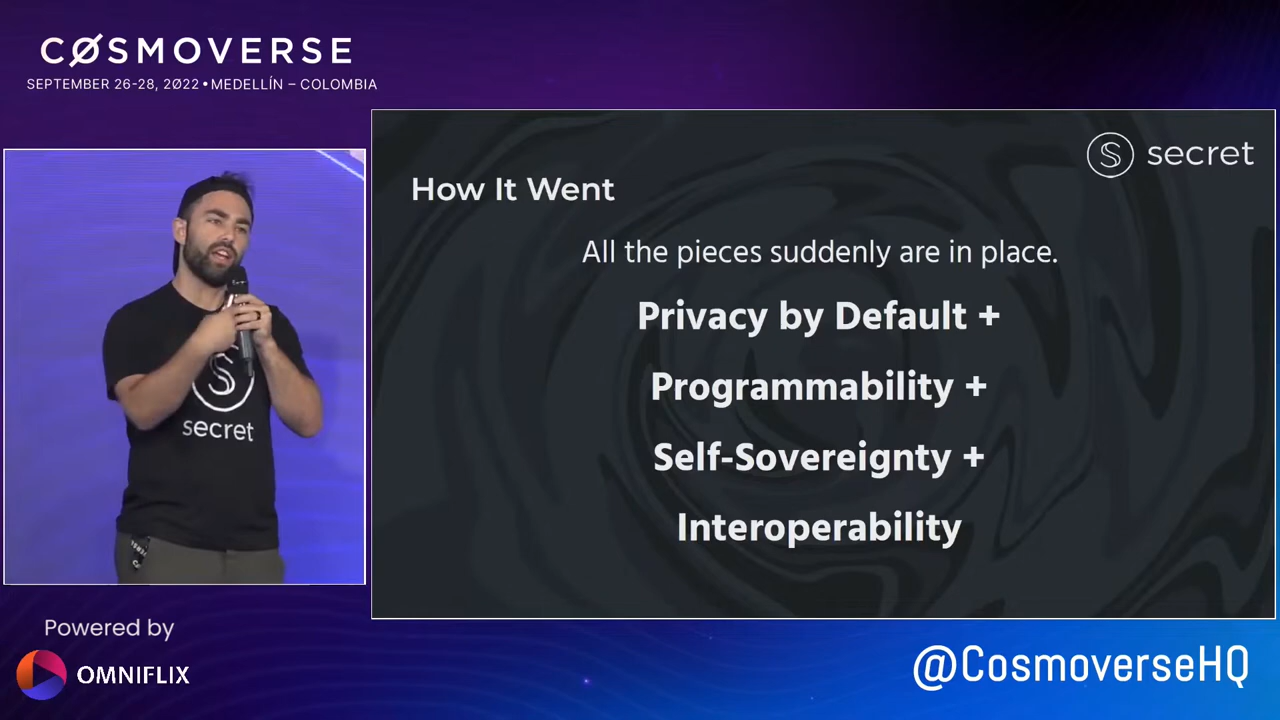 CØSMOVERSE
SEPTEMBER 26-28, 2022 • MEDELLÍN – COLOMBIA
S secret
How It Went
All the pieces suddenly are in place.
Privacy by Default +
Programmability +
Self-Sovereignty +
Interoperability
S
secret
Powered by
OMNIFLIX
@CosmoverseHQ